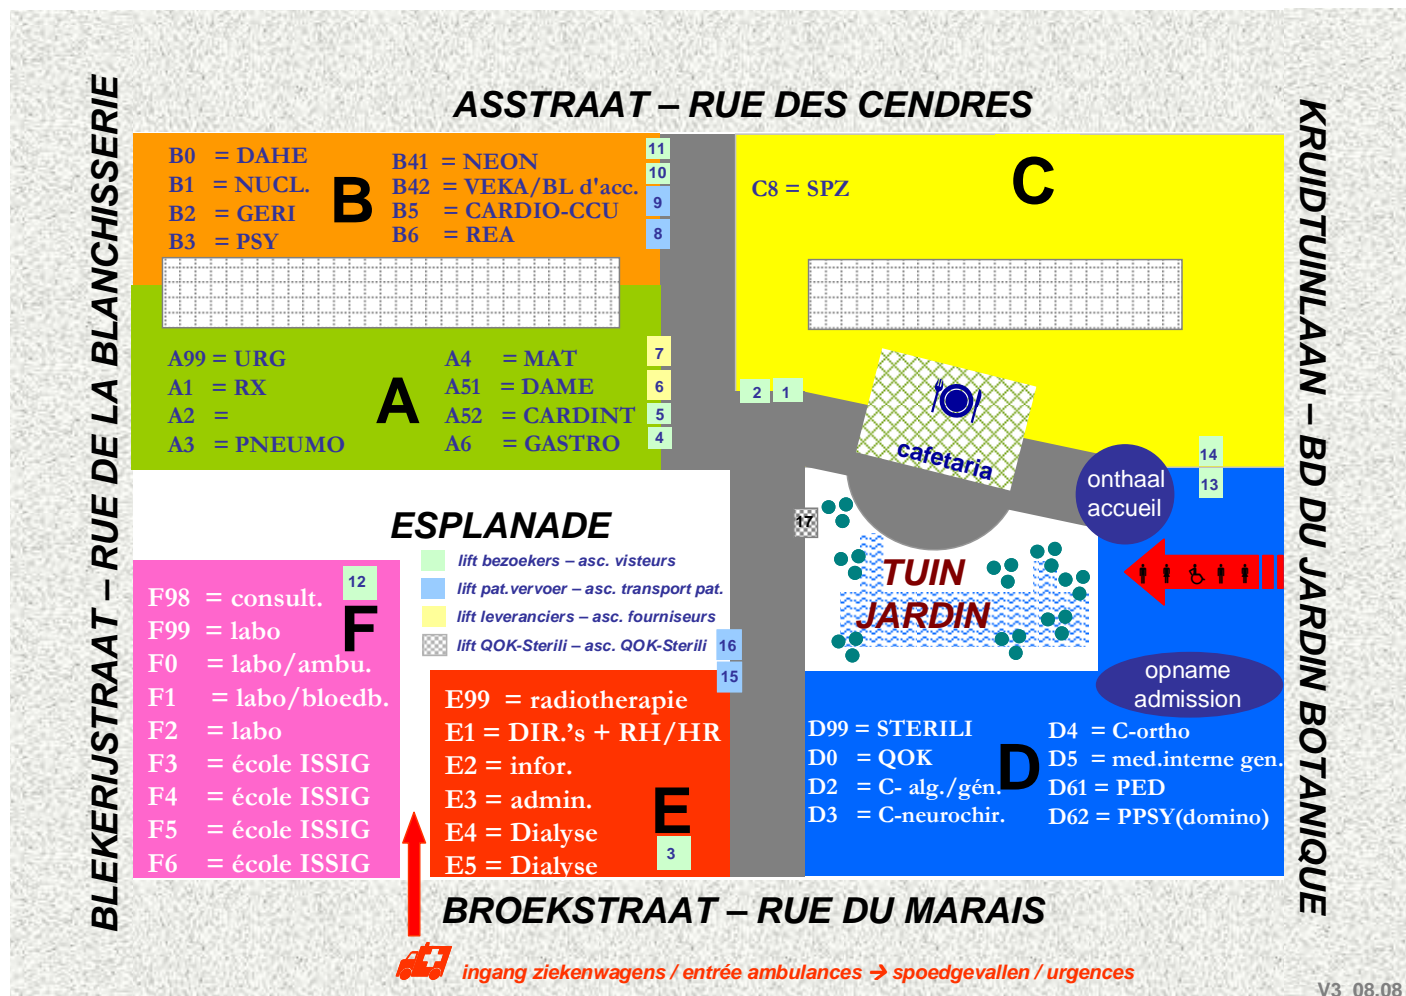 ASSTRAAT – RUE DES CENDRES
BLEKERIJSTRAAT – RUE DE LA BLANCHISSERIE
KRUIDTUINLAAN – BD DU JARDIN BOTANIQUE
B0 = DAHE
B1 = NUCL.
B2 = GERI
B3 = PSY
B
B41 = NEON
B42 = VEKA/BL d'acc.
B5 = CARDIO-CCU
B6 = REA
11
10
9
8
C8 = SPZ
C
A99 = URG
A1 = RX
A2 =
A3 = PNEUMO
A
A4 = MAT
A51 = DAME
A52 = CARDINT
A6 = GASTRO
7
6
5
4
2
1
cafetaria
14
13
onthaal
accueil
17
ESPLANADE
lift bezoekers – asc. visteurs
lift pat.vervoer – asc. transport pat.
lift leveranciers – asc. fourniseurs
lift QOK-Sterili – asc. QOK-Sterili
16
15
TUIN
JARDIN
opname
admission
12
F
F98 = consult.
F99 = labo
F0 = labo/ambu.
F1 = labo/bloedb.
F2 = labo
F3 = école ISSIG
F4 = école ISSIG
F5 = école ISSIG
F6 = école ISSIG
E99 = radiotherapie
E1 = DIR.'s + RH/HR
E2 = infor.
E3 = admin.
E4 = Dialyse
E5 = Dialyse
E
3
D99 = STERILI
D0 = QOK
D2 = C- alg./gén.
D3 = C-neurochir.
D
D4 = C-ortho
D5 = med.interne gen.
D61 = PED
D62 = PPSY(domino)
BROEKSTRAAT – RUE DU MARAIS
ingang ziekenwagens / entrée ambulances → spoedgevallen / urgences
V3 08.08